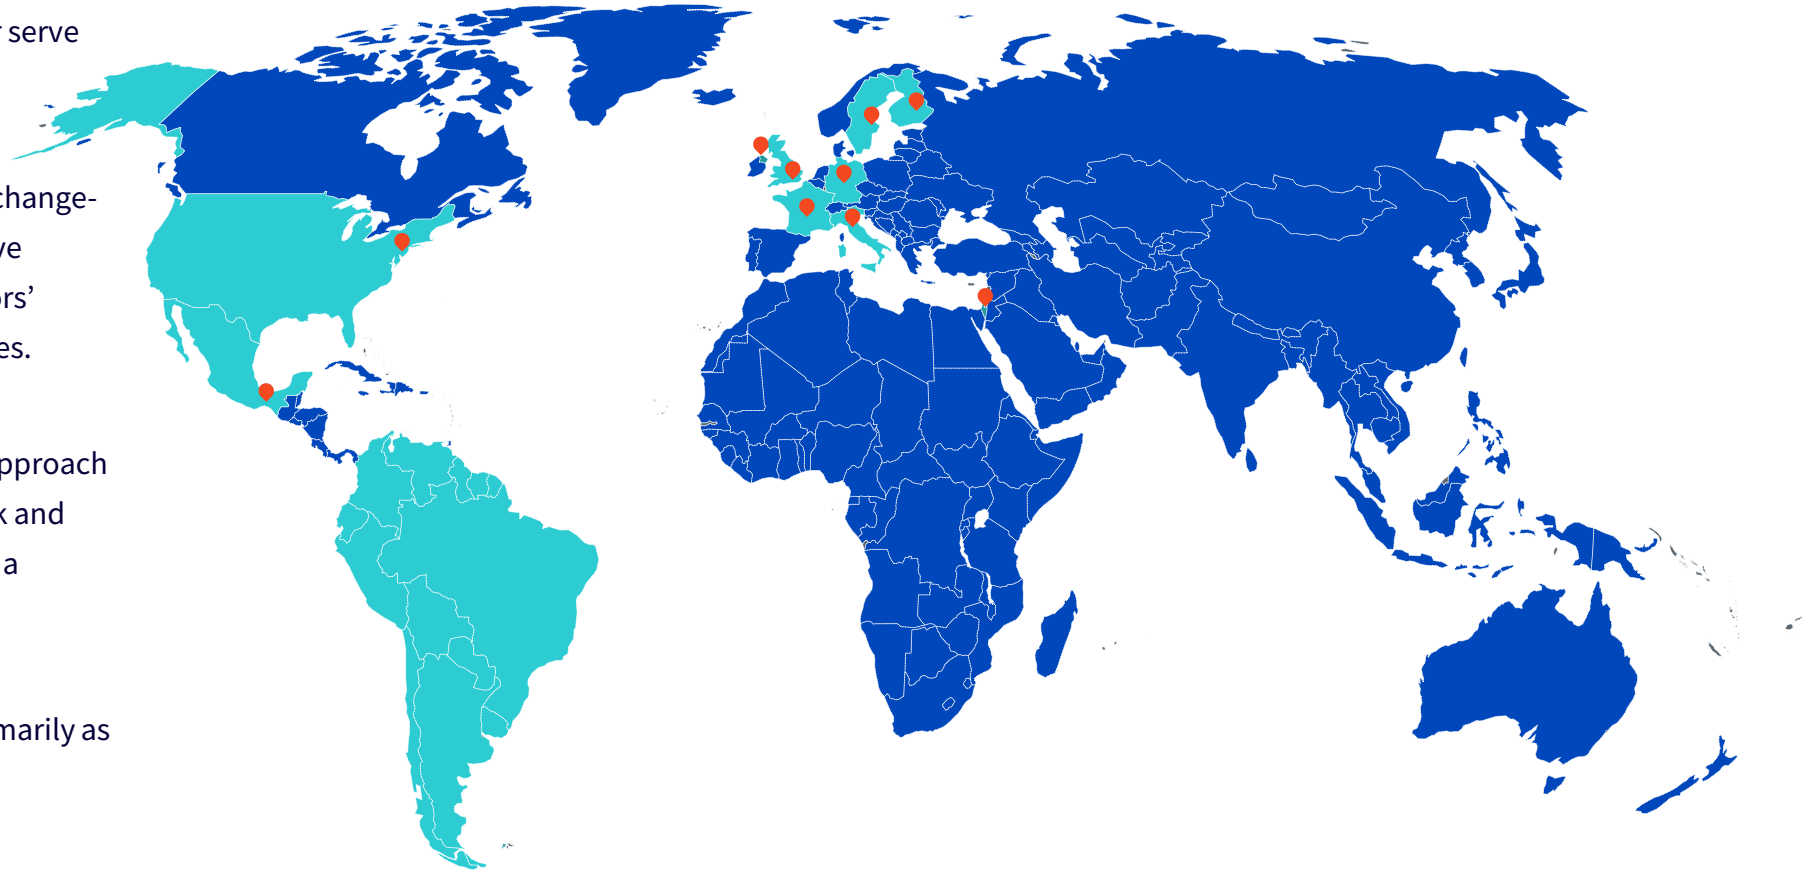 serve
change-
ve
ors’
es.
pproach
k and
a
marily as